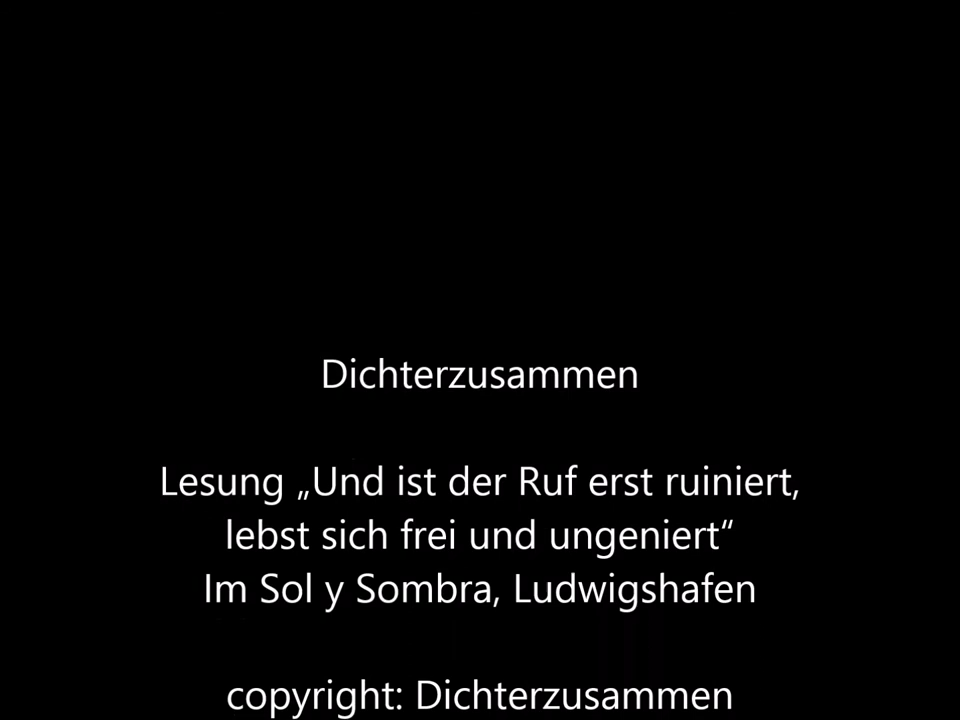 Dichterzusammen
Lesung „Und ist der Ruf erst ruiniert,
lebst sich frei und ungeniert“
Im Sol y Sombra, Ludwigshafen
copyright: Dichterzusammen